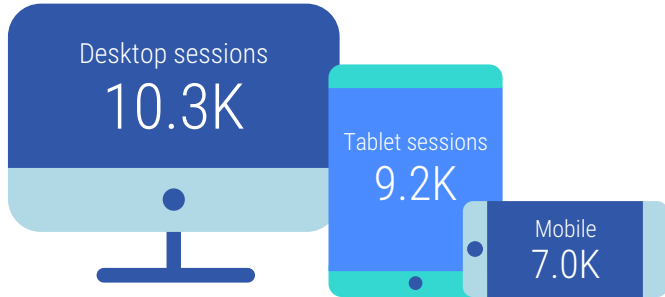 Desktop sessions
10.3K
Tablet sessions
9.2K
Mobile
7.0K